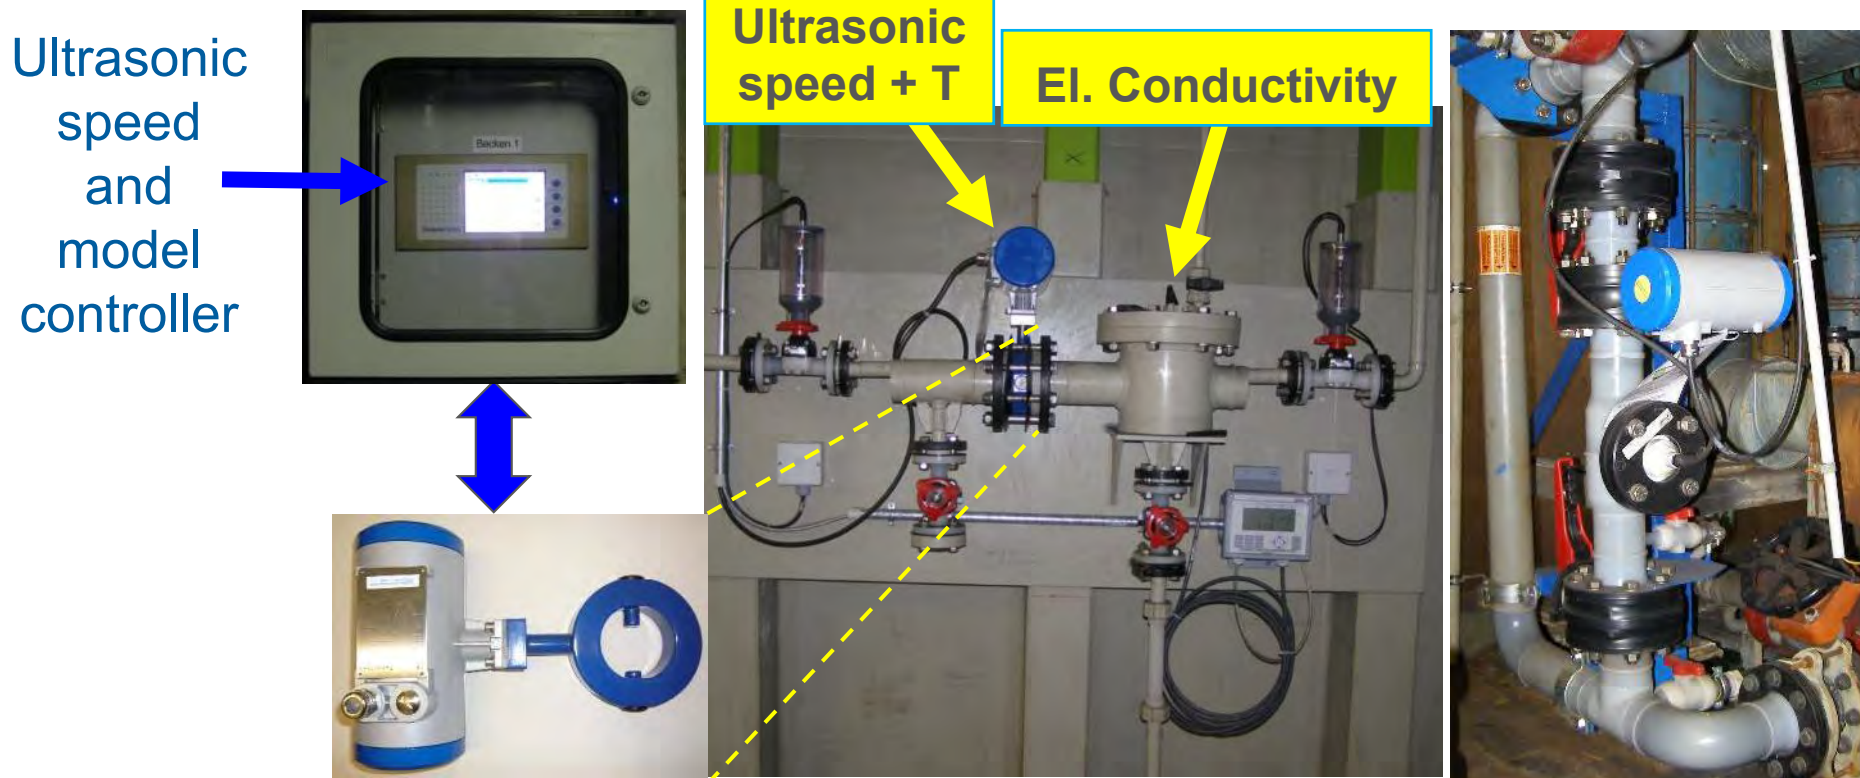 Ultrasonic
speed
and
model
controller
Becken 1
Ultrasonic
speed + T
El. Conductivity